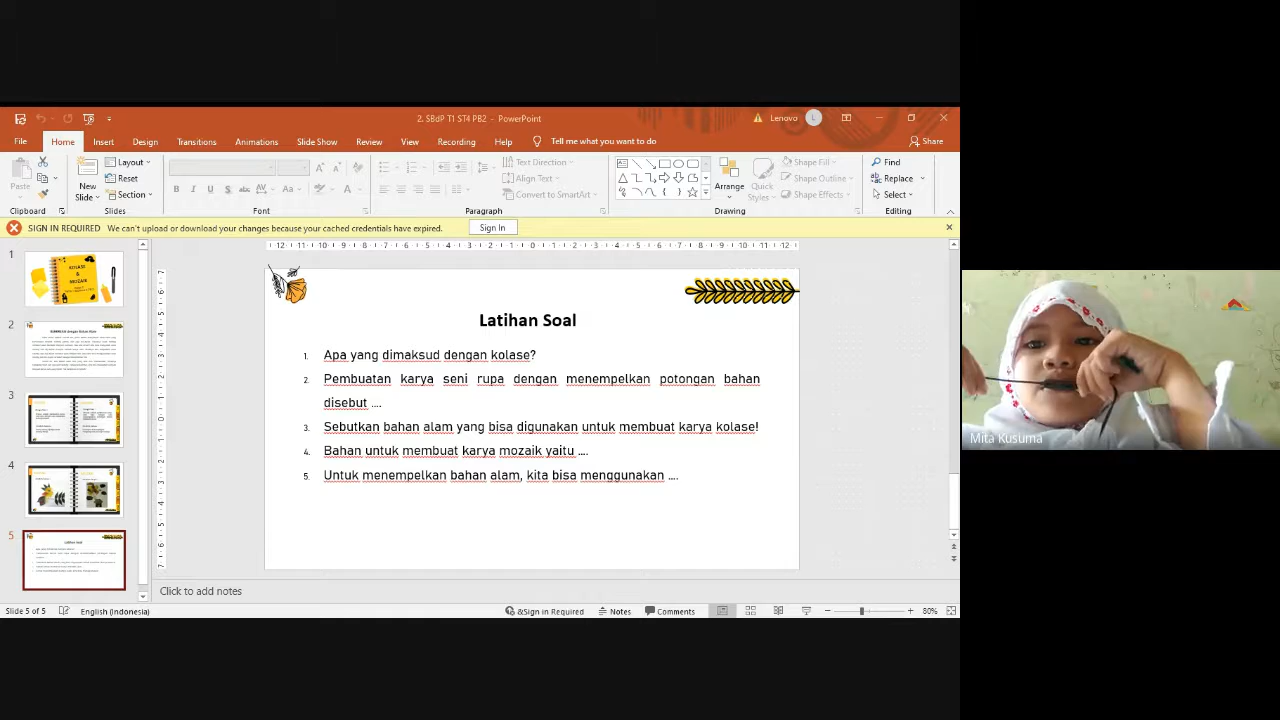 2. SBdP T1 ST4 PB2 - PowerPoint
Lenovo
L
File
Home
Insert
Design
Transitions
Animations
Slide Show
Review
View
Recording
Help
Tell me what you want to do
Share
Paste
New Slide
Layout
Reset
Section
Text Direction
Align Text
Convert to SmartArt
Arrange
Quick Styles
Shape Fill
Shape Outline
Shape Effects
Find
Replace
Select
Clipboard
Slides
Font
Paragraph
Drawing
Editing
SIGN IN REQUIRED We can't upload or download your changes because your cached credentials have expired.
Sign In
1
KOLASE
&
MOZAIK
2
3
4
5
Latihan Soal
1. Apa yang dimaksud dengan kolase?
2. Pembuatan karya seni rupa dengan menempelkan potongan bahan
disebut ....
3. Sebutkan bahan alam yang bisa digunakan untuk membuat karya kolase!
4. Bahan untuk membuat karya mozaik yaitu ....
5. Untuk menempelkan bahan alam, kita bisa menggunakan ....
Mita Kusuma
Click to add notes
Slide 5 of 5
English (Indonesia)
Sign in Required
Notes
Comments
80%